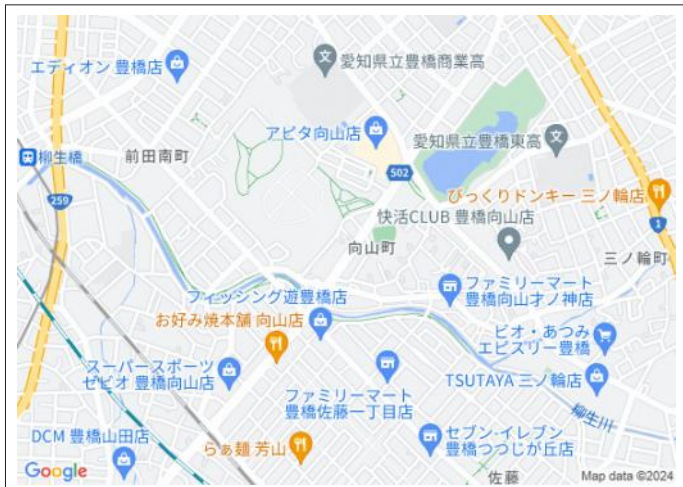 エディオン 豊橋店
愛知県立豊橋商業高
アピタ向山店
愛知県立豊橋東高
柳生橋
前田南町
502
259
びっくりドンキー 三ノ輪店
快活CLUB 豊橋向山店
1
向山町
三ノ輪町
フィッシング遊豊橋店
ファミリーマート
豊橋向山才ノ神店
お好み焼本舗 向山店
ビオ・あつみ
エピスリー豊橋
スーパースポーツ
ゼビオ 豊橋向山店
TSUTAYA 三ノ輪店
ファミリーマート
豊橋佐藤一丁目店
柳生川
DCM 豊橋山田店
らぁ麺 芳山
セブン-イレブン
豊橋つつじが丘店
佐藤
Google
Map data ©2024